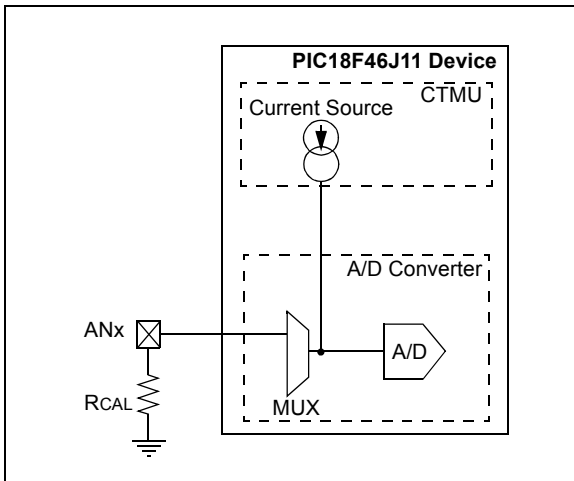 PIC18F46J11 Device
CTMU
Current Source
A/D Converter
ANx
A/D
RCAL
MUX